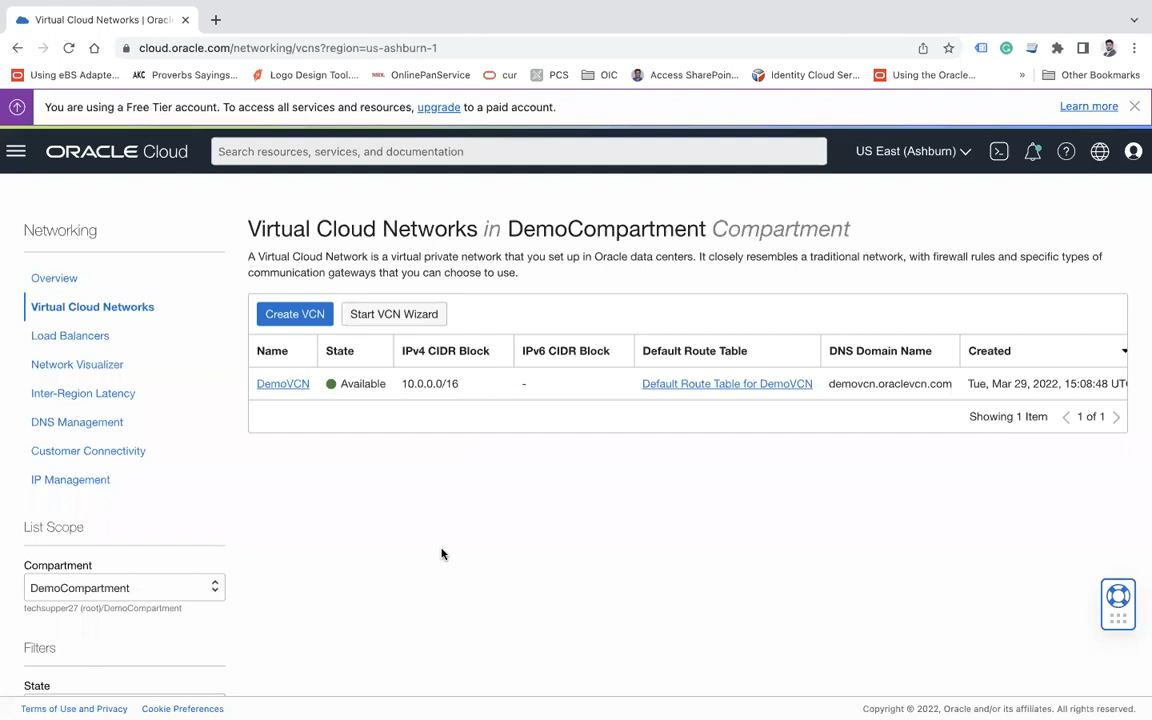 Virtual Cloud Networks | Oracl
cloud.oracle.com/networking/vcns?region=us-ashburn-1
Using eBS Adapte... AKC Proverbs Sayings... Logo Design Tool.... OnlinePanService cur PCS OIC Access SharePoin... Identity Cloud Ser... Using the Oracle... » Other Bookmarks
You are using a Free Tier account. To access all services and resources, upgrade to a paid account. Learn more
ORACLE Cloud Search resources, services, and documentation US East (Ashburn)
Networking
Overview
Virtual Cloud Networks
Load Balancers
Network Visualizer
Inter-Region Latency
DNS Management
Customer Connectivity
IP Management
List Scope
Compartment
DemoCompartment
techsupper27 (root)/DemoCompartment
Filters
State
Virtual Cloud Networks in DemoCompartment Compartment
A Virtual Cloud Network is a virtual private network that you set up in Oracle data centers. It closely resembles a traditional network, with firewall rules and specific types of
communication gateways that you can choose to use.
Create VCN Start VCN Wizard
Name State IPv4 CIDR Block IPv6 CIDR Block Default Route Table DNS Domain Name Created
DemoVCN Available 10.0.0.0/16 - Default Route Table for DemoVCN demovcn.oraclevcn.com Tue, Mar 29, 2022, 15:08:48 UT
Showing 1 Item 1 of 1
Terms of Use and Privacy Cookie Preferences Copyright © 2022, Oracle and/or its affiliates. All rights reserved.